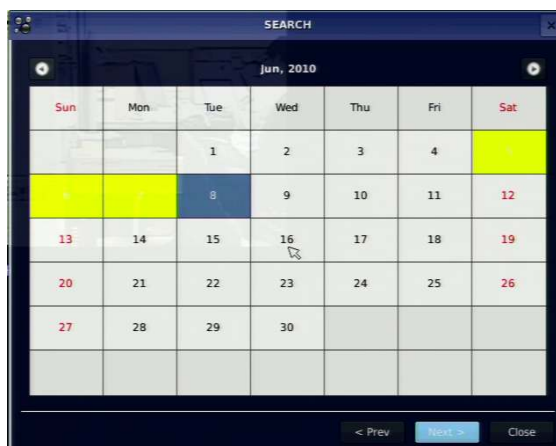 SEARCH
Jun, 2010
Sun Mon Tue Wed Thu Fri Sat
1 2 3 4
8 9 10 11 12
13 14 15 16 17 18 19
20 21 22 23 24 25 26
27 28 29 30
< Prev Next > Close